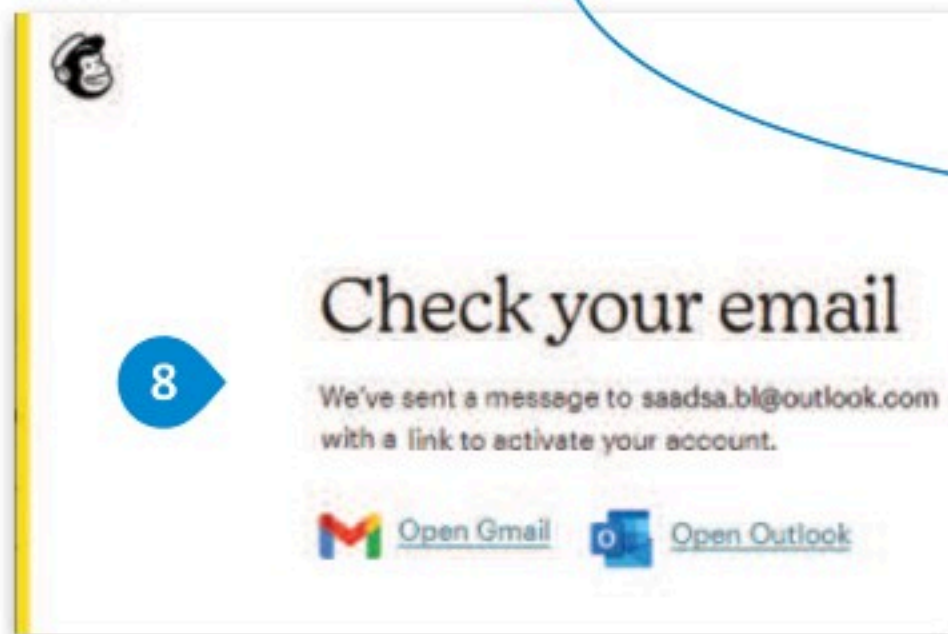 Check your email
8
We've sent a message to saadsa.bl@outlook.com
with a link to activate your account.
Open Gmail
Open Outlook